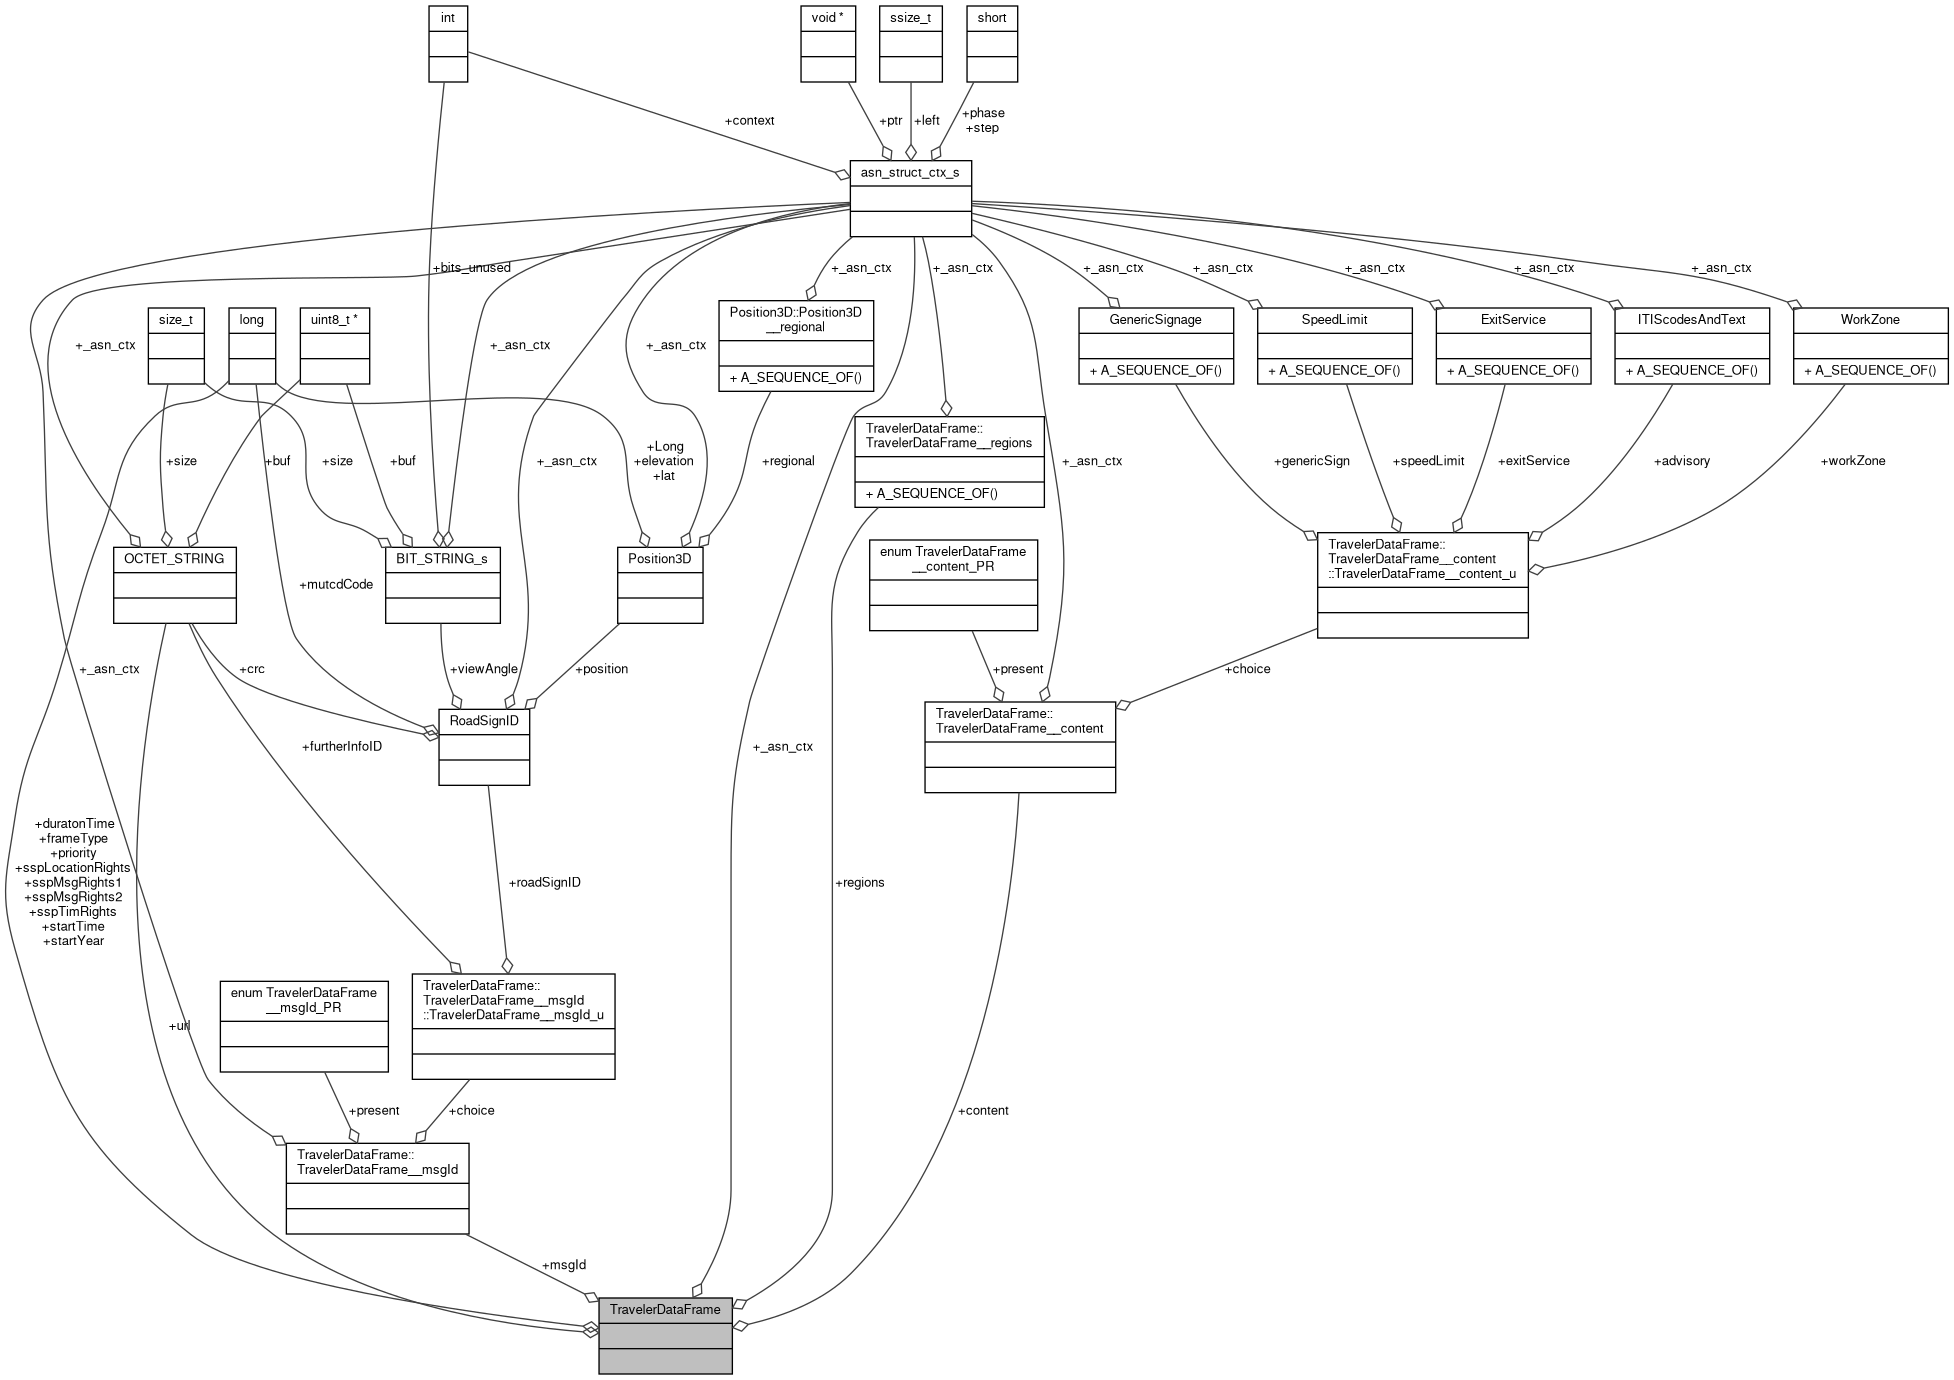 int
void *
ssize_t
short
+context
+ptr
+left
+phase
+step
asn_struct_ctx_s
+bits_unused
+_asn_ctx
+_asn_ctx
+_asn_ctx
+_asn_ctx
+_asn_ctx
+_asn_ctx
+_asn_ctx
size_t
long
uint8_t *
Position3D::Position3D
__regional
+ A_SEQUENCE_OF()
GenericSignage
+ A_SEQUENCE_OF()
SpeedLimit
+ A_SEQUENCE_OF()
ExitService
+ A_SEQUENCE_OF()
ITIScodesAndText
+ A_SEQUENCE_OF()
WorkZone
+ A_SEQUENCE_OF()
+_asn_ctx
+_asn_ctx
+_asn_ctx
TravelerDataFrame::
TravelerDataFrame__regions
+ A_SEQUENCE_OF()
+size
+buf
+size
+buf
+_asn_ctx
+Long
+elevation
+lat
+regional
+_asn_ctx
+genericSign
+speedLimit
+exitService
+advisory
+workZone
OCTET_STRING
BIT_STRING_s
Position3D
enum TravelerDataFrame
__content_PR
TravelerDataFrame::
TravelerDataFrame__content
::TravelerDataFrame__content_u
+mutcdCode
+_asn_ctx
+crc
+viewAngle
+position
+present
+choice
RoadSignID
TravelerDataFrame::
TravelerDataFrame__content
+furtherInfoID
+_asn_ctx
+duratonTime
+frameType
+priority
+sspLocationRights
+sspMsgRights1
+sspMsgRights2
+sspTimRights
+startTime
+startYear
+roadSignID
+regions
enum TravelerDataFrame
__msgId_PR
TravelerDataFrame::
TravelerDataFrame__msgId
::TravelerDataFrame__msgId_u
+url
+present
+choice
+content
TravelerDataFrame::
TravelerDataFrame__msgId
+msgId
TravelerDataFrame